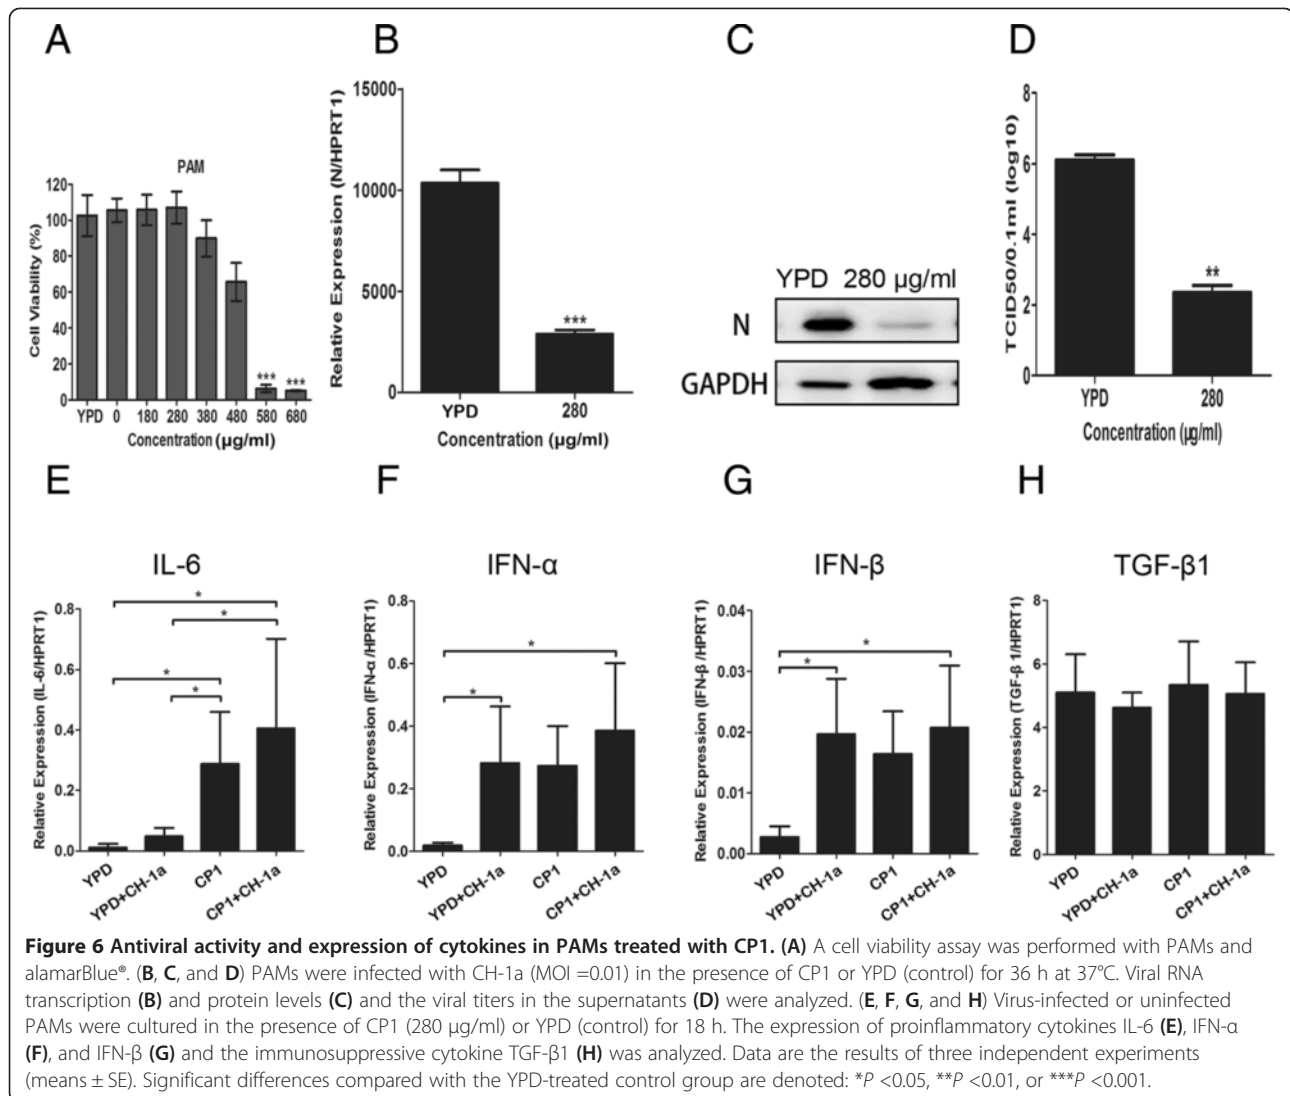 A
B
C
D
PAM
Cell Viability (%)
120
100
80
60
40
20
0
*** ***
YPD 0 180 280 380 480 580 680
Concentration (µg/ml)
Relative Expression (N/HPRT1)
15000
10000
5000
0
***
YPD 280
Concentration (µg/ml)
YPD 280 µg/ml
N
GAPDH
TCID50/0.1ml (log10)
8
6
4
2
0
**
YPD 280
Concentration (µg/ml)
E
F
G
H
IL-6
Relative Expression (IL-6/HPRT1)
0.8
0.6
0.4
0.2
0.0
*
*
*
*
YPD YPD+CH-1a CP1 CP1+CH-1a
IFN-α
Relative Expression (IFN-α/HPRT1)
0.8
0.6
0.4
0.2
0.0
*
*
YPD YPD+CH-1a CP1 CP1+CH-1a
IFN-β
Relative Expression (IFN-β/HPRT1)
0.04
0.03
0.02
0.01
0.00
*
*
YPD YPD+CH-1a CP1 CP1+CH-1a
TGF-β1
Relative Expression (TGF-β1/HPRT1)
8
6
4
2
0
YPD YPD+CH-1a CP1 CP1+CH-1a
Figure 6 Antiviral activity and expression of cytokines in PAMs treated with CP1. (A) A cell viability assay was performed with PAMs and
alamarBlue®. (B, C, and D) PAMs were infected with CH-1a (MOI =0.01) in the presence of CP1 or YPD (control) for 36 h at 37°C. Viral RNA
transcription (B) and protein levels (C) and the viral titers in the supernatants (D) were analyzed. (E, F, G, and H) Virus-infected or uninfected
PAMs were cultured in the presence of CP1 (280 µg/ml) or YPD (control) for 18 h. The expression of proinflammatory cytokines IL-6 (E), IFN-α
(F), and IFN-β (G) and the immunosuppressive cytokine TGF-β1 (H) was analyzed. Data are the results of three independent experiments
(means ± SE). Significant differences compared with the YPD-treated control group are denoted: *P <0.05, **P <0.01, or ***P <0.001.